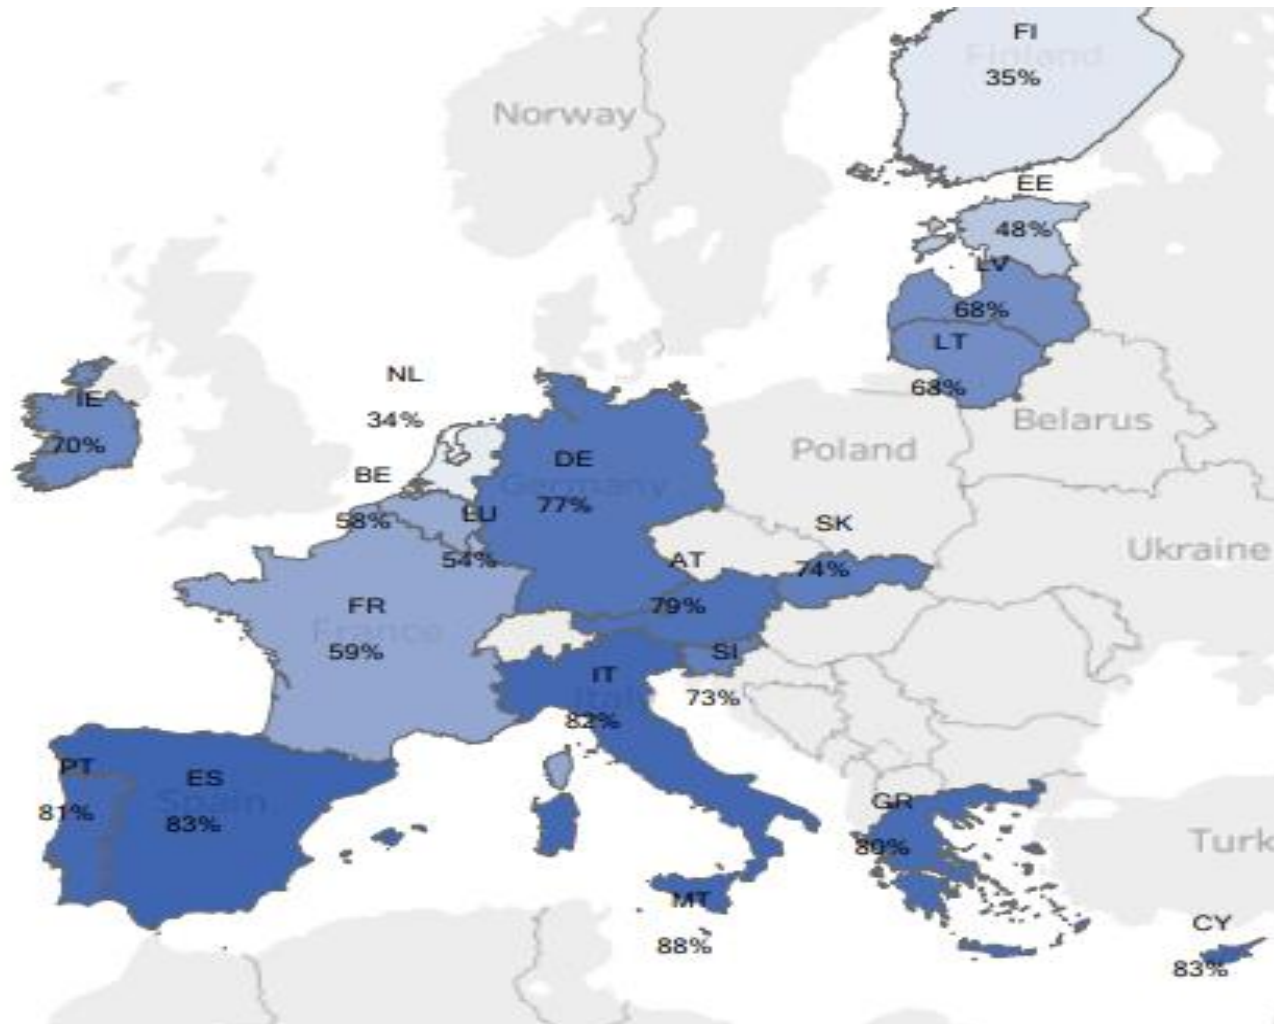 FI
Finland
35%
Norway
EE
48%
LV
68%
LT
68%
NL
34%
IE
70%
Belarus
Poland
BE
58%
DE
Germany
77%
LU
54%
SK
74%
Ukraine
AT
79%
FR
France
59%
SI
73%
IT
Italy
82%
PT
81%
ES
Spain
83%
GR
80%
Turk
MT
88%
CY
83%